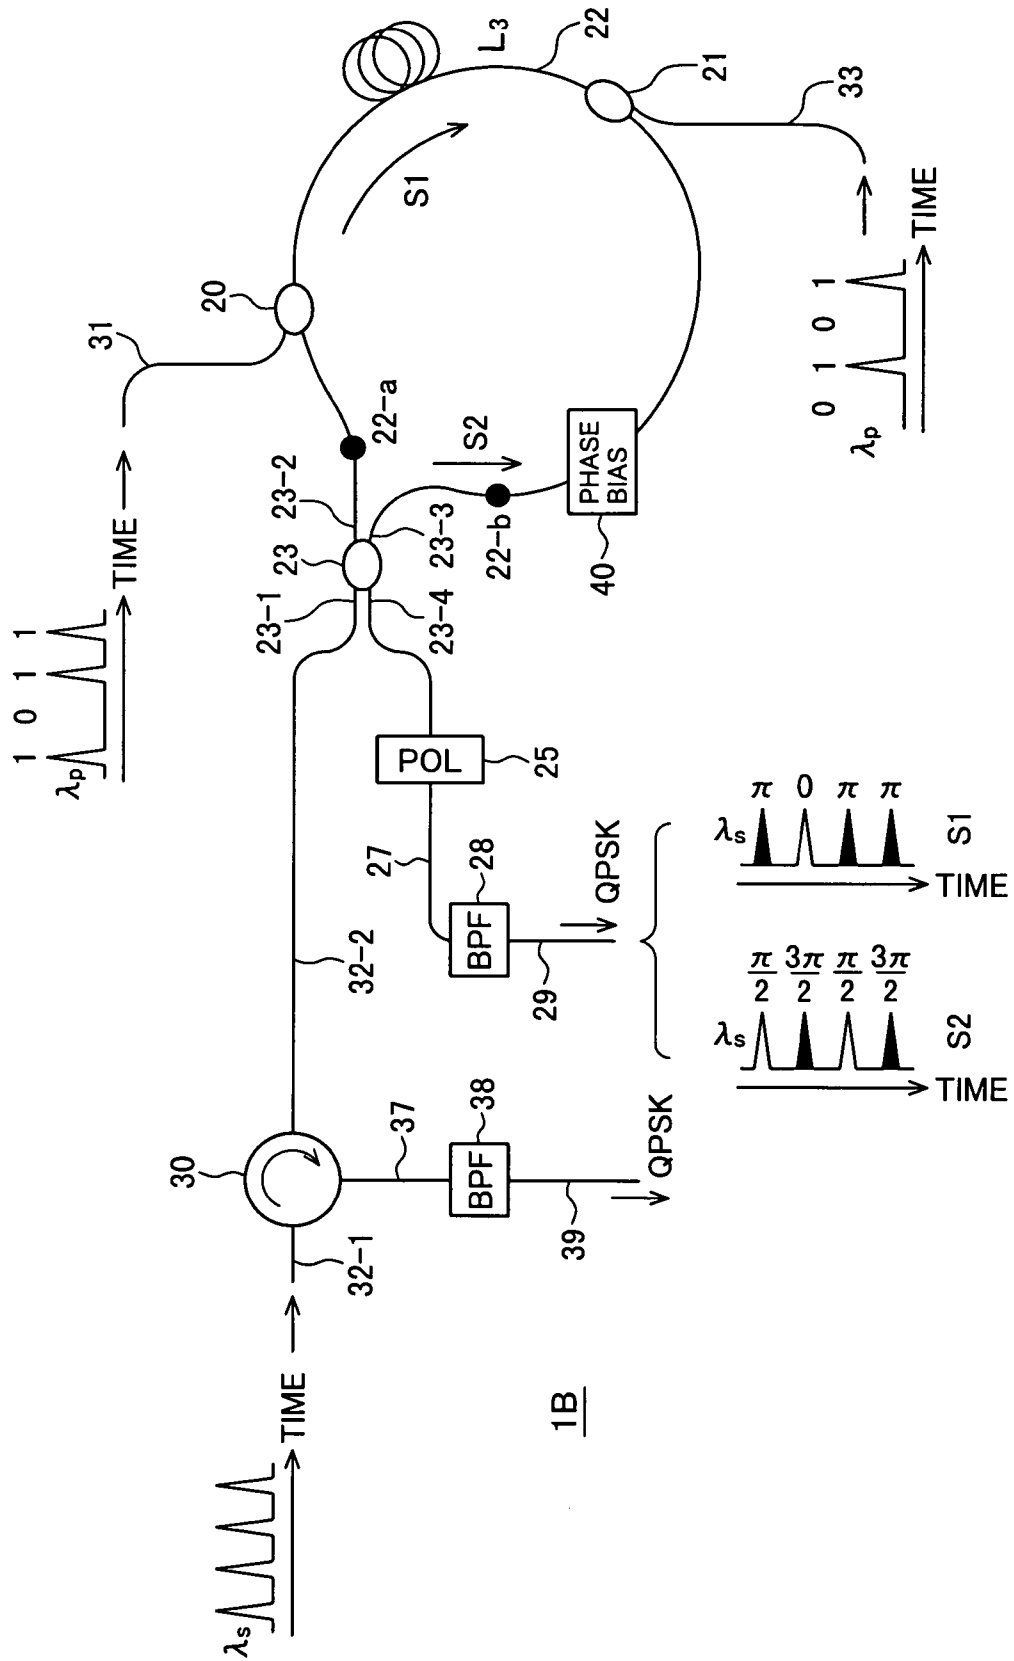 λp
1 0 1 1
TIME
31
20
S1
L3
22
21
33
λp
0 1 0 1
TIME
22-a
23-2
23
23-1
S2
22-b
23-3
23-4
PHASE
BIAS
40
λs
TIME
32-1
30
32-2
POL
25
27
BPF
28
29
QPSK
37
BPF
38
39
QPSK
λs
π 0 π π
TIME
S1
λs
π/2 3π/2 π/2 3π/2
TIME
S2
1B